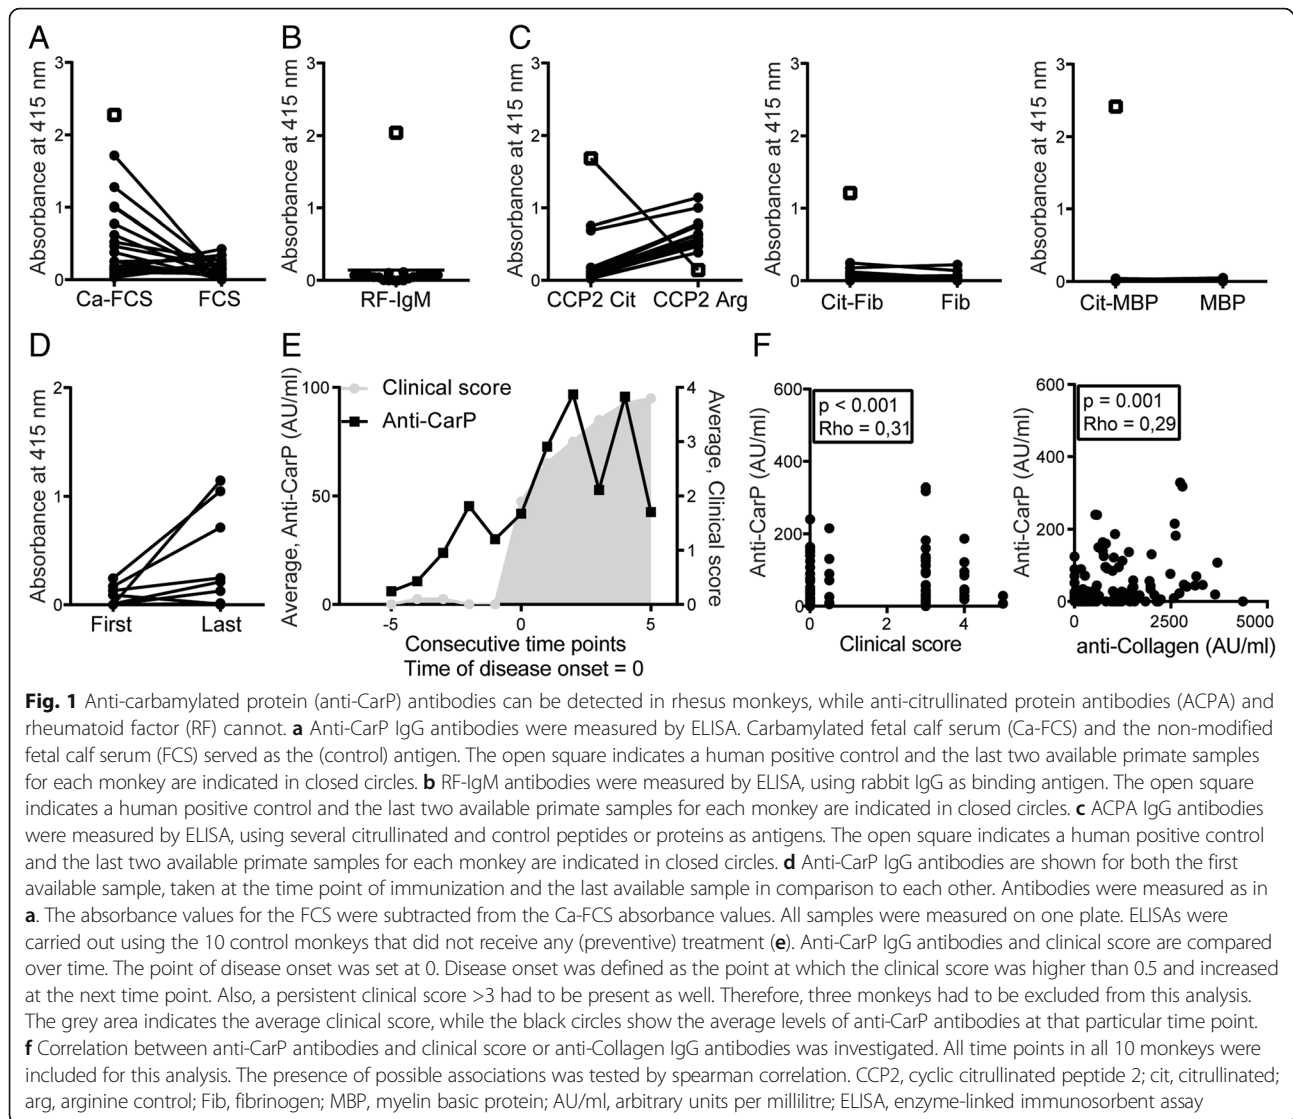 A
B
C
Absorbance at 415 nm
3
2
1
0
Ca-FCS FCS
Absorbance at 415 nm
3
2
1
0
RF-IgM
Absorbance at 415 nm
3
2
1
0
CCP2 Cit CCP2 Arg
Absorbance at 415 nm
3
2
1
0
Cit-Fib Fib
Absorbance at 415 nm
3
2
1
0
Cit-MBP MBP
D
E
F
Absorbance at 415 nm
2
1
0
First Last
Average, Anti-CarP (AU/ml)
100
50
0
Clinical score
Anti-CarP
4
3
2
1
0
Average, Clinical score
-5 0 5
Consecutive time points
Time of disease onset = 0
Anti-CarP (AU/ml)
600
400
200
0
p < 0.001
Rho = 0,31
0 2 4
Clinical score
Anti-CarP (AU/ml)
600
400
200
0
p = 0.001
Rho = 0,29
0 2500 5000
anti-Collagen (AU/ml)
Fig. 1 Anti-carbamylated protein (anti-CarP) antibodies can be detected in rhesus monkeys, while anti-citrullinated protein antibodies (ACPA) and
rheumatoid factor (RF) cannot. a Anti-CarP IgG antibodies were measured by ELISA. Carbamylated fetal calf serum (Ca-FCS) and the non-modified
fetal calf serum (FCS) served as the (control) antigen. The open square indicates a human positive control and the last two available primate samples
for each monkey are indicated in closed circles. b RF-IgM antibodies were measured by ELISA, using rabbit IgG as binding antigen. The open square
indicates a human positive control and the last two available primate samples for each monkey are indicated in closed circles. c ACPA IgG antibodies
were measured by ELISA, using several citrullinated and control peptides or proteins as antigens. The open square indicates a human positive control
and the last two available primate samples for each monkey are indicated in closed circles. d Anti-CarP IgG antibodies are shown for both the first
available sample, taken at the time point of immunization and the last available sample in comparison to each other. Antibodies were measured as in
a. The absorbance values for the FCS were subtracted from the Ca-FCS absorbance values. All samples were measured on one plate. ELISAs were
carried out using the 10 control monkeys that did not receive any (preventive) treatment (e). Anti-CarP IgG antibodies and clinical score are compared
over time. The point of disease onset was set at 0. Disease onset was defined as the point at which the clinical score was higher than 0.5 and increased
at the next time point. Also, a persistent clinical score >3 had to be present as well. Therefore, three monkeys had to be excluded from this analysis.
The grey area indicates the average clinical score, while the black circles show the average levels of anti-CarP antibodies at that particular time point.
f Correlation between anti-CarP antibodies and clinical score or anti-Collagen IgG antibodies was investigated. All time points in all 10 monkeys were
included for this analysis. The presence of possible associations was tested by spearman correlation. CCP2, cyclic citrullinated peptide 2; cit, citrullinated;
arg, arginine control; Fib, fibrinogen; MBP, myelin basic protein; AU/ml, arbitrary units per millilitre; ELISA, enzyme-linked immunosorbent assay